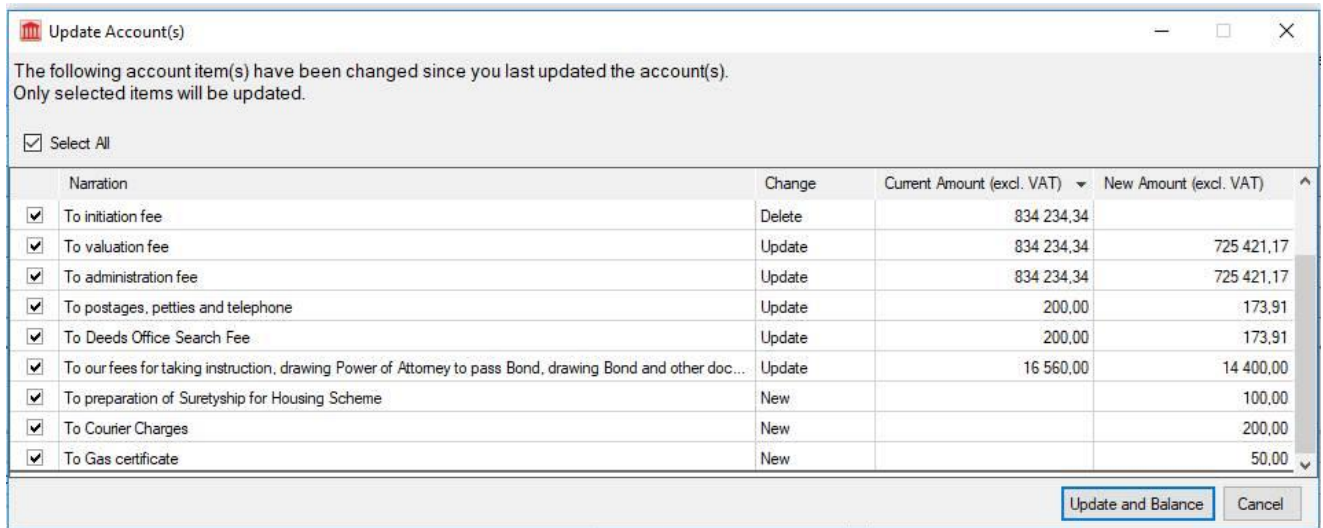 Update Account(s)
The following account item(s) have been changed since you last updated the account(s).
Only selected items will be updated.
Select All
Narration Change Current Amount (excl. VAT) New Amount (excl. VAT)
To initiation fee Delete 834 234,34
To valuation fee Update 834 234,34 725 421,17
To administration fee Update 834 234,34 725 421,17
To postages, petties and telephone Update 200,00 173,91
To Deeds Office Search Fee Update 200,00 173,91
To our fees for taking instruction, drawing Power of Attorney to pass Bond, drawing Bond and other doc... Update 16 560,00 14 400,00
To preparation of Suretyship for Housing Scheme New 100,00
To Courier Charges New 200,00
To Gas certificate New 50,00
Update and Balance Cancel